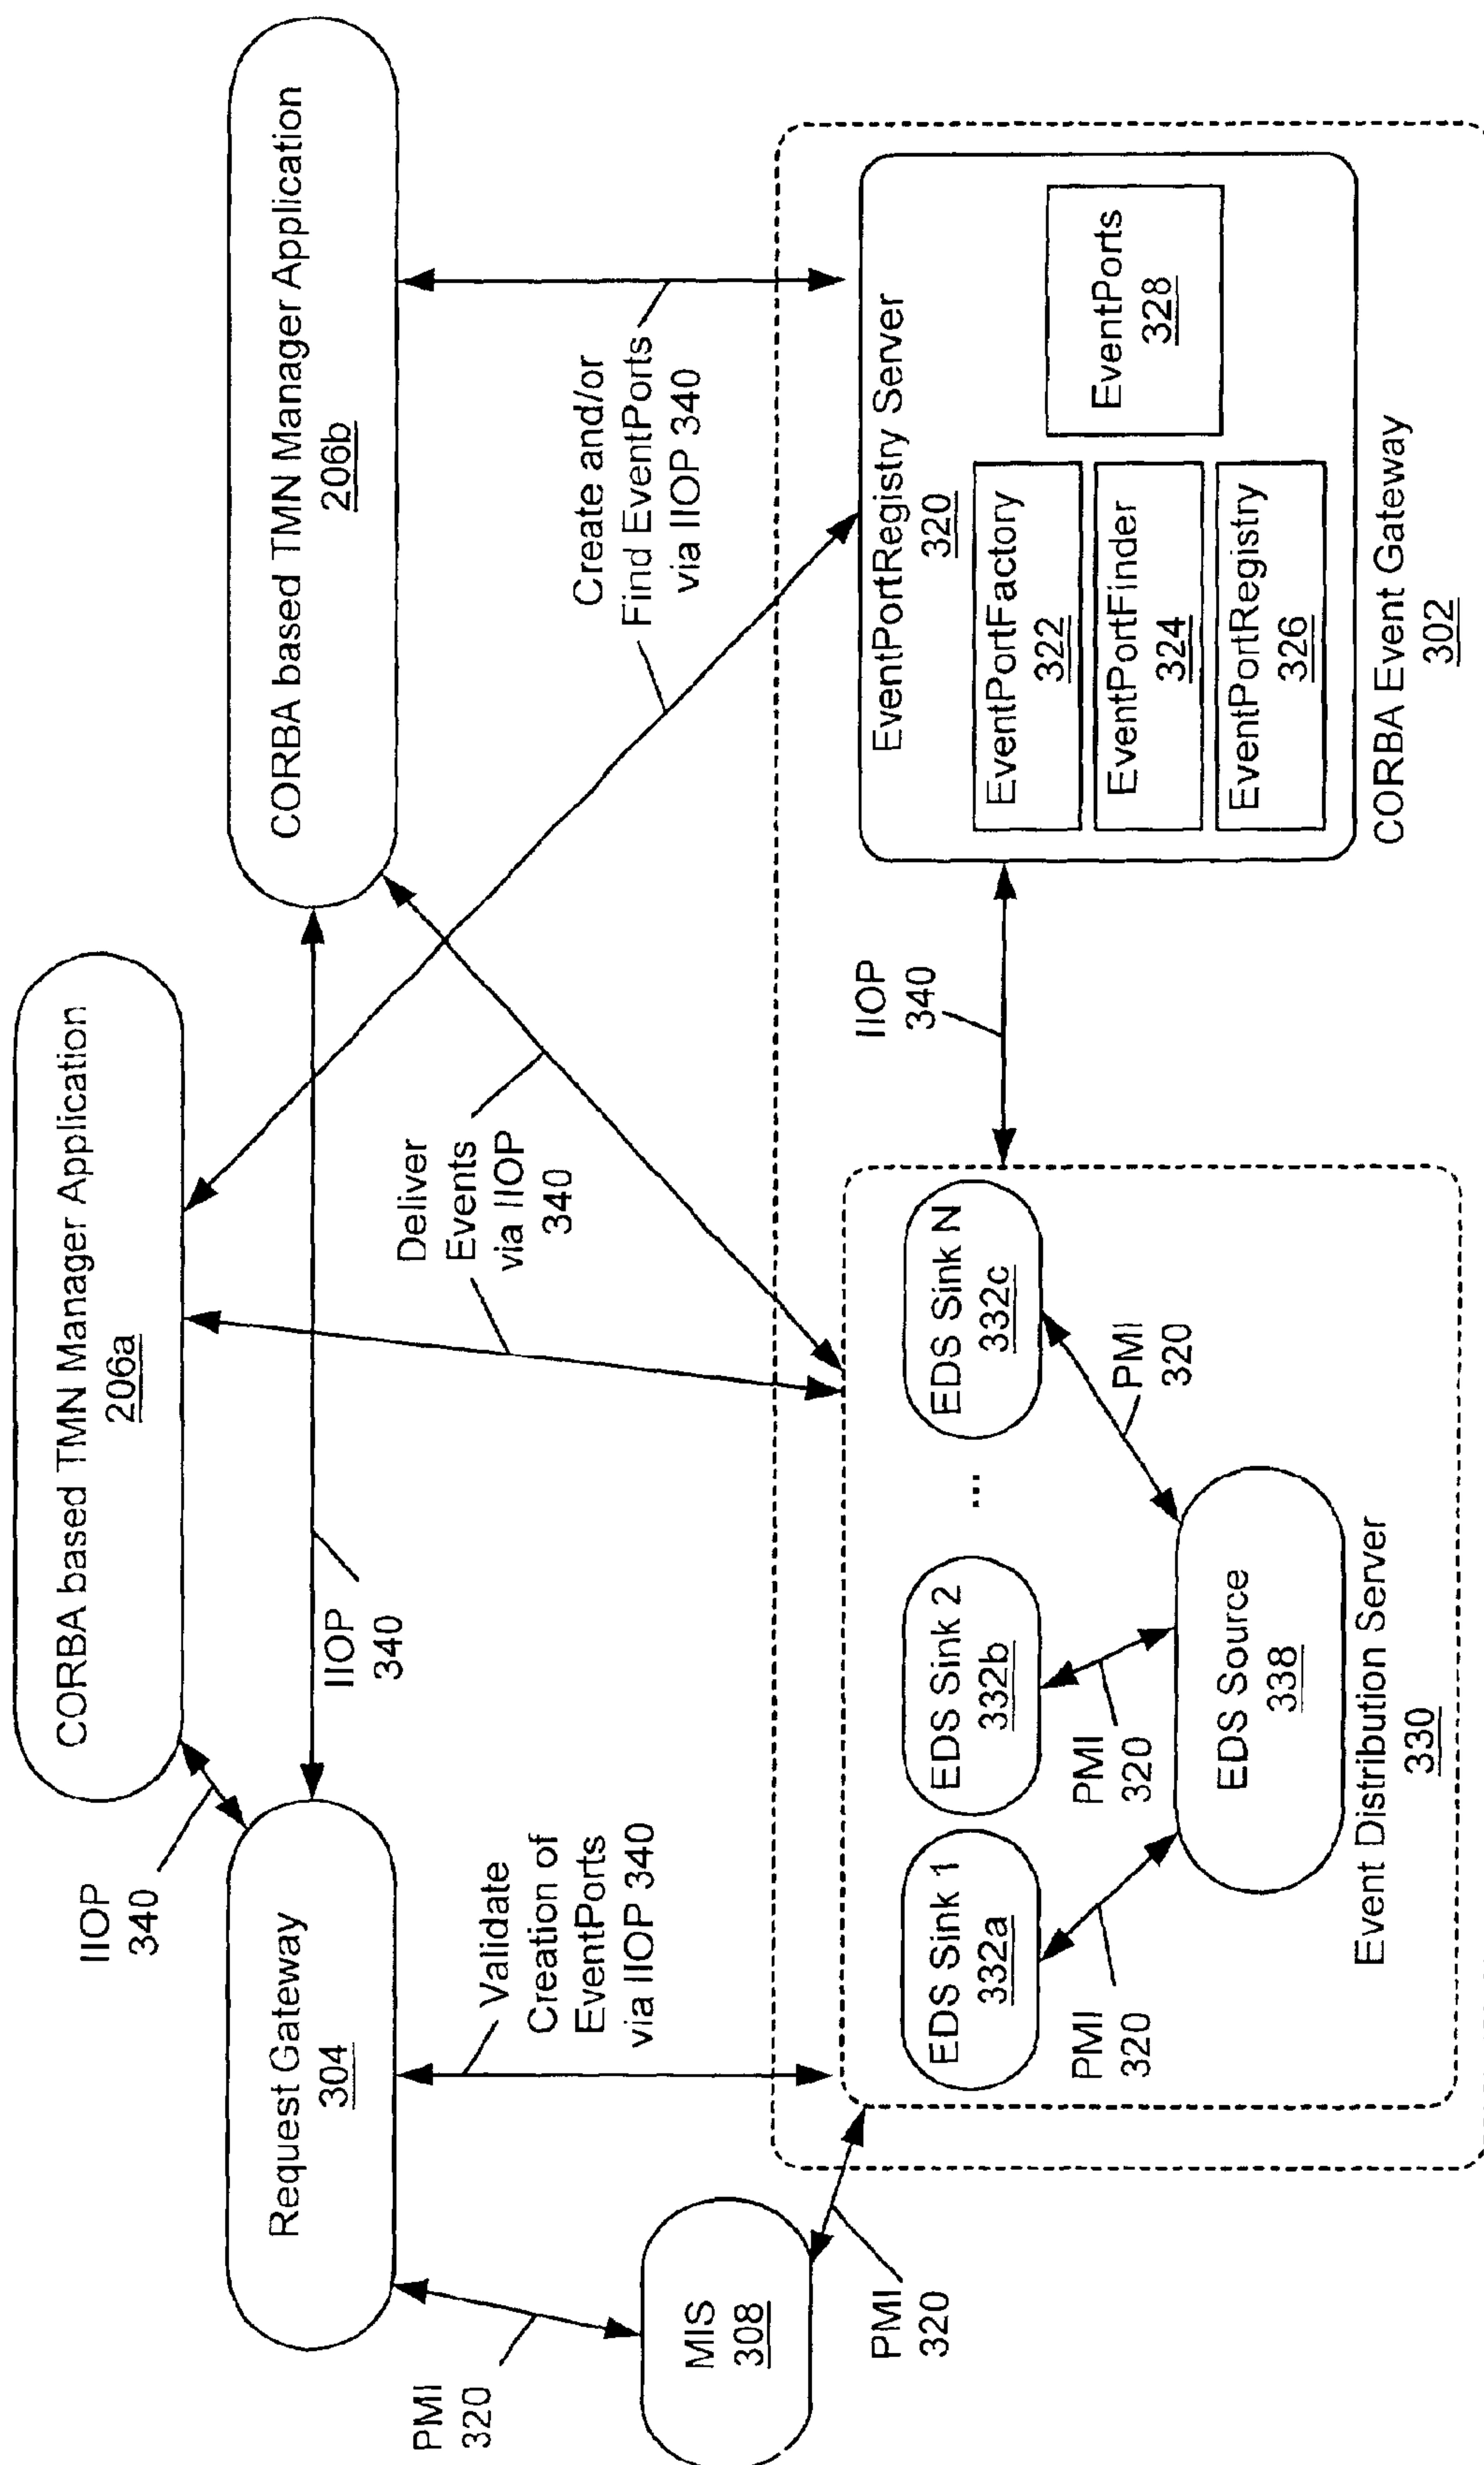 CORBA based TMN Manager Application
206a
CORBA based TMN Manager Application
206b
IIOP
340
Request Gateway
304
IIOP
340
Deliver
Events
via IIOP
340
Create and/or
Find EventPorts
via IIOP 340
Validate
Creation of
EventPorts
via IIOP 340
PMI
320
MIS
308
PMI
320
EDS Sink 1
332a
EDS Sink 2
332b
...
EDS Sink N
332c
PMI
320
PMI
320
PMI
320
EDS Source
338
Event Distribution Server
330
IIOP
340
EventPortRegistry Server
320
EventPortFactory
322
EventPortFinder
324
EventPortRegistry
326
EventPorts
328
CORBA Event Gateway
302